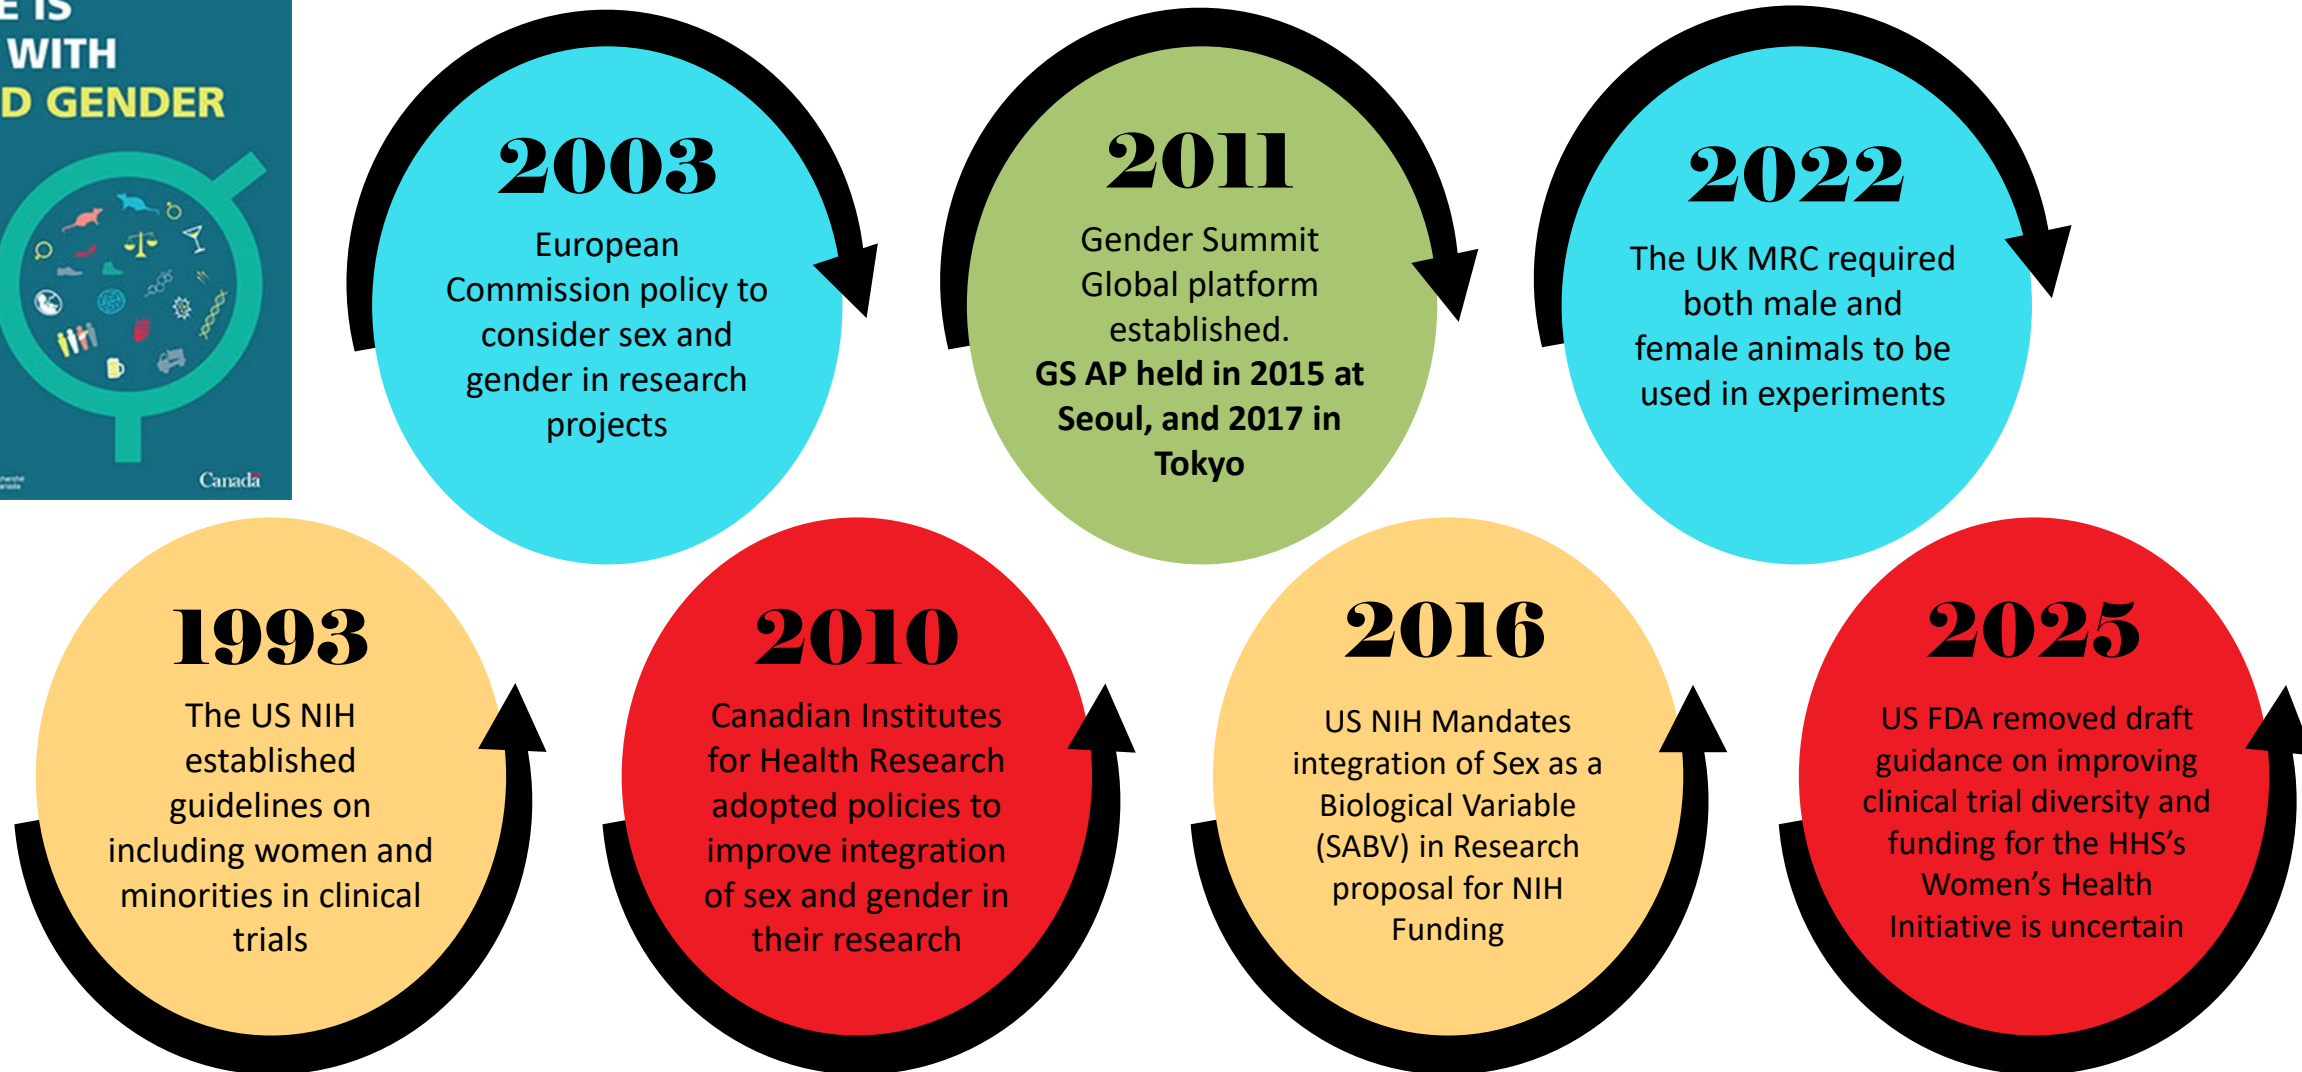 E IS
WITH
D GENDER
Canada
1993
The US NIH
established
guidelines on
including women and
minorities in clinical
trials
2003
European
Commission policy to
consider sex and
gender in research
projects
2010
Canadian Institutes
for Health Research
adopted policies to
improve integration
of sex and gender in
their research
2011
Gender Summit
Global platform
established.
GS AP held in 2015 at
Seoul, and 2017 in
Tokyo
2016
US NIH Mandates
integration of Sex as a
Biological Variable
(SABV) in Research
proposal for NIH
Funding
2022
The UK MRC required
both male and
female animals to be
used in experiments
2025
US FDA removed draft
guidance on improving
clinical trial diversity and
funding for the HHS’s
Women’s Health
Initiative is uncertain